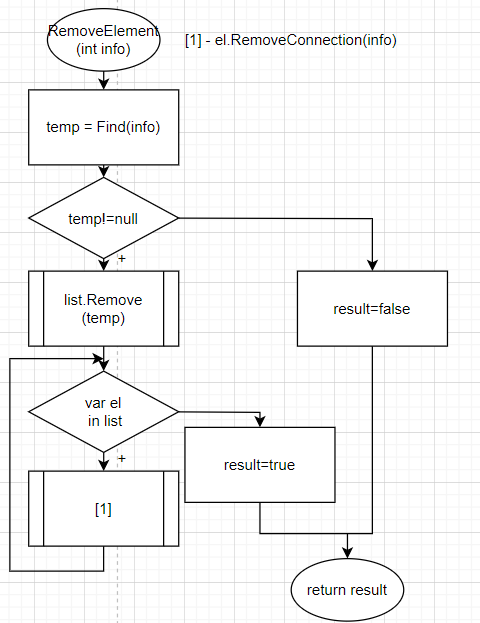 RemoveElement
(int info)
[1] - el.RemoveConnection(info)
temp = Find(info)
temp!=null
+
list.Remove
(temp)
result=false
var el
in list
+
result=true
[1]
return result